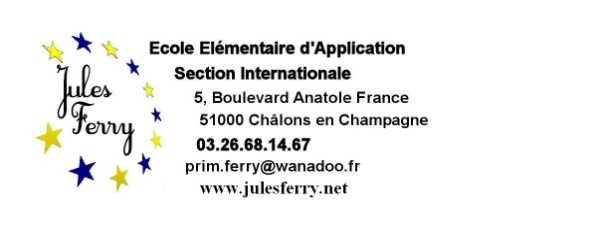 Jules
Ferry
Ecole Elémentaire d'Application
Section Internationale
5, Boulevard Anatole France
51000 Châlons en Champagne
03.26.68.14.67
prim.ferry@wanadoo.fr
www.julesferry.net